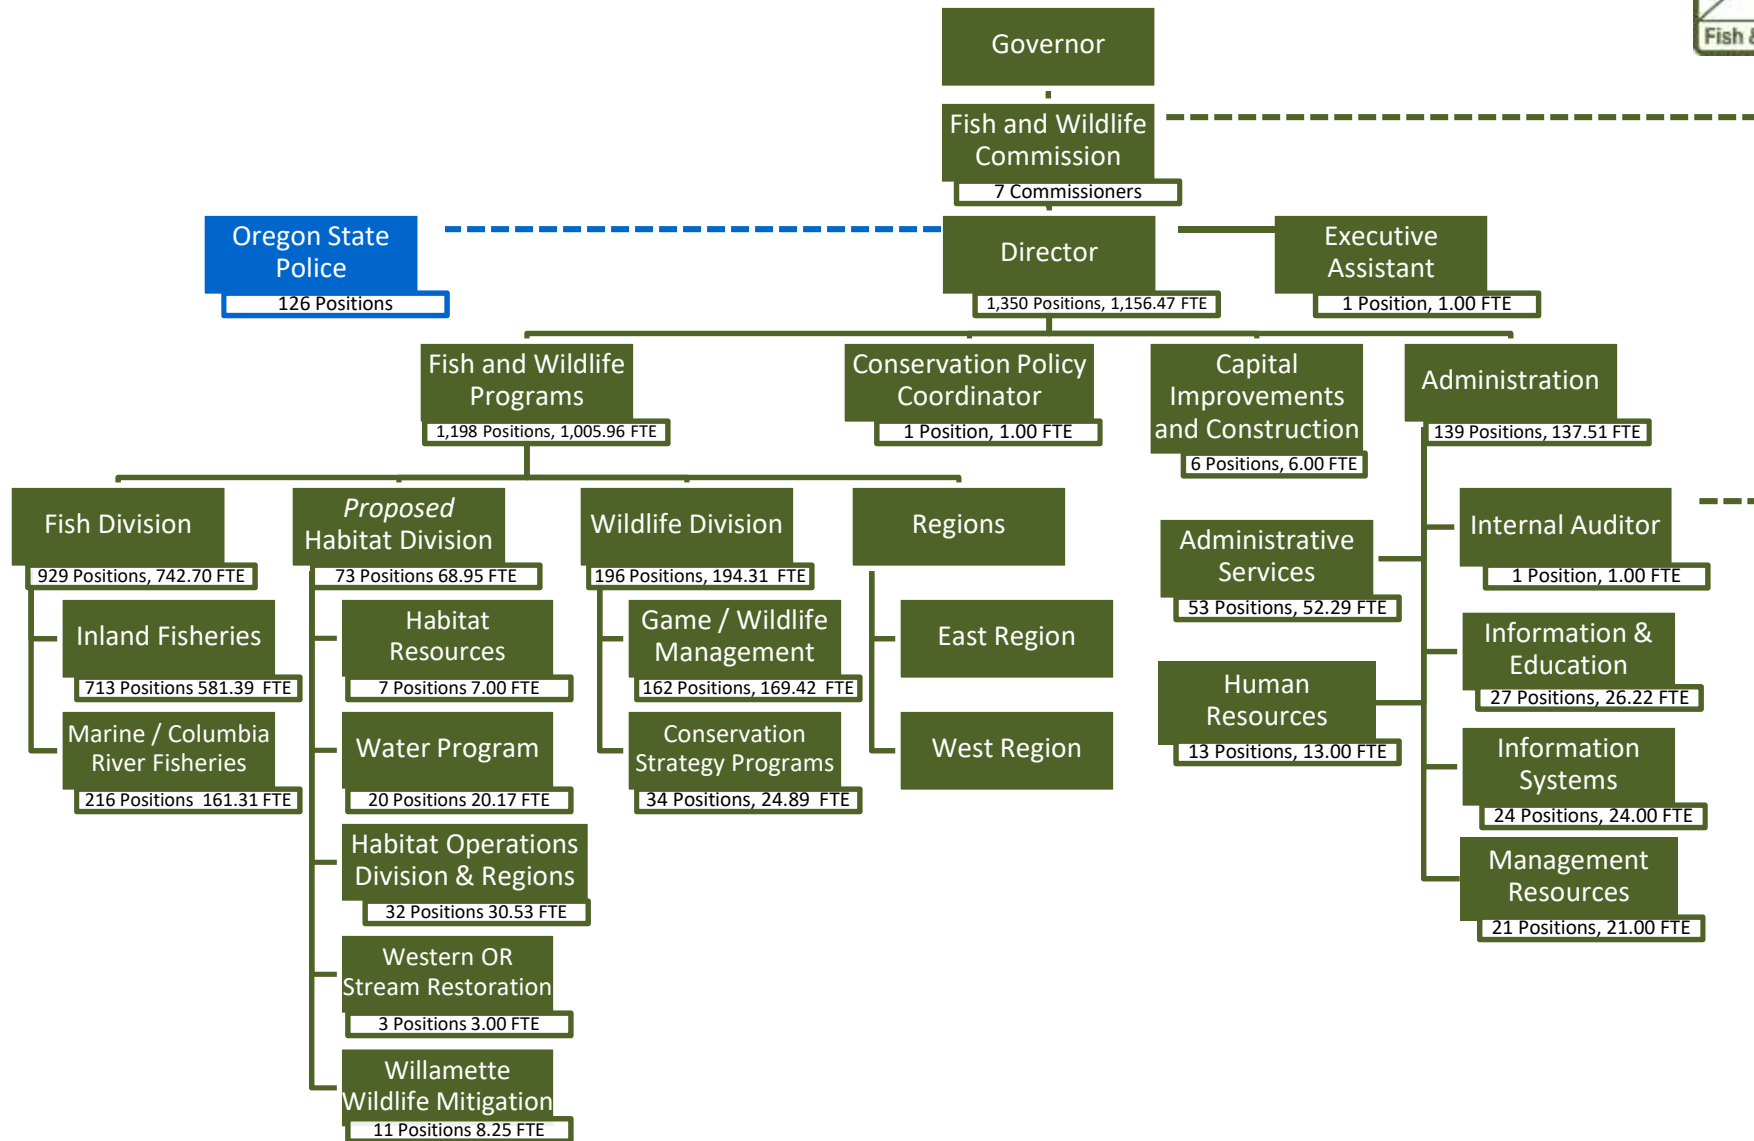 Fish &
Governor
Fish and Wildlife
Commission
7 Commissioners
Oregon State
Police
126 Positions
Director
1,350 Positions, 1,156.47 FTE
Executive
Assistant
1 Position, 1.00 FTE
Fish and Wildlife
Programs
1,198 Positions, 1,005.96 FTE
Conservation Policy
Coordinator
1 Position, 1.00 FTE
Capital
Improvements
and Construction
6 Positions, 6.00 FTE
Administration
139 Positions, 137.51 FTE
Fish Division
929 Positions, 742.70 FTE
Inland Fisheries
713 Positions 581.39 FTE
Marine / Columbia
River Fisheries
216 Positions 161.31 FTE
Proposed
Habitat Division
73 Positions 68.95 FTE
Habitat
Resources
7 Positions 7.00 FTE
Water Program
20 Positions 20.17 FTE
Habitat Operations
Division & Regions
32 Positions 30.53 FTE
Western OR
Stream Restoration
3 Positions 3.00 FTE
Willamette
Wildlife Mitigation
11 Positions 8.25 FTE
Wildlife Division
196 Positions, 194.31 FTE
Game / Wildlife
Management
162 Positions, 169.42 FTE
Conservation
Strategy Programs
34 Positions, 24.89 FTE
Regions
East Region
West Region
Administrative
Services
53 Positions, 52.29 FTE
Human
Resources
13 Positions, 13.00 FTE
Internal Auditor
1 Position, 1.00 FTE
Information &
Education
27 Positions, 26.22 FTE
Information
Systems
24 Positions, 24.00 FTE
Management
Resources
21 Positions, 21.00 FTE